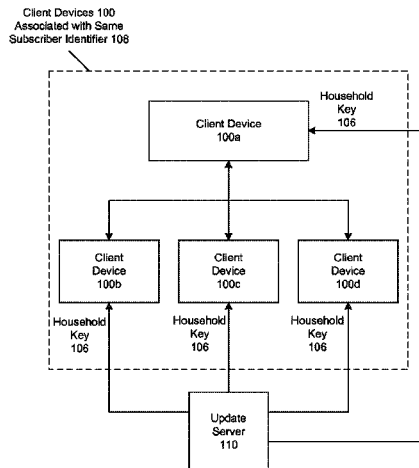 Client Devices 100
Associated with Same
Subscriber Identifier 108
Household
Key
106
Client Device
100a
Client
Device
100b
Client
Device
100c
Client
Device
100d
Household
Key
106
Household
Key
106
Household
Key
106
Update
Server
110